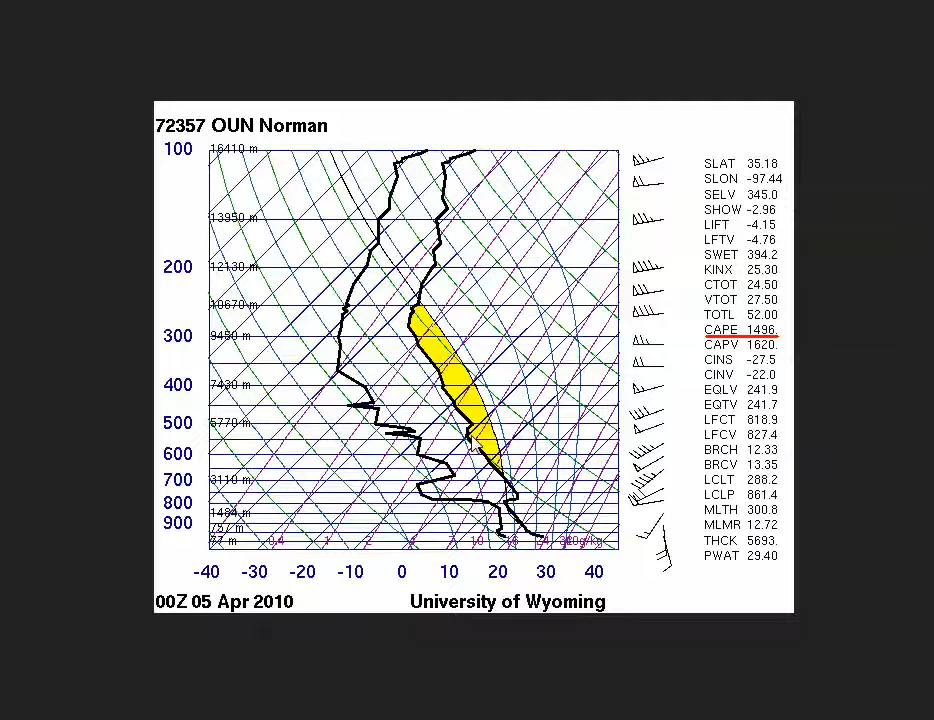 72357 OUN Norman
100
16410 m
13950 m
200
12130 m
10670 m
300
9450 m
400
7430 m
500
5770 m
600
700
3110 m
800
1484 m
900
757 m
77 m
0.4
1
2
4
7
10
16
24
g/kg
-40 -30 -20 -10 0 10 20 30 40
00Z 05 Apr 2010
University of Wyoming
SLAT 35.18
SLON -97.44
SELV 345.0
SHOW -2.96
LIFT -4.15
LFTV -4.76
SWET 394.2
KINX 25.30
CTOT 24.50
VTOT 27.50
TOTL 52.00
CAPE 1496.
CAPV 1620.
CINS -27.5
CINV -22.0
EQLV 241.9
EQTV 241.7
LFCT 818.9
LFCV 827.4
BRCH 12.33
BRCV 13.35
LCLT 288.2
LCLP 861.4
MLTH 300.8
MLMR 12.72
THCK 5693.
PWAT 29.40